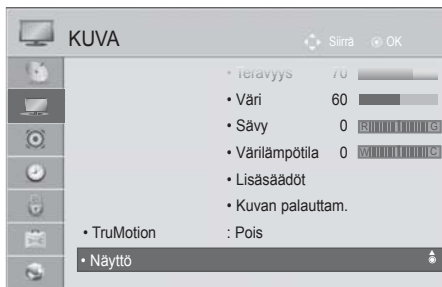 KUVA
Siirrä OK
• Terävyys 70
• Väri 60
• Sävy 0 R G
• Värilämpötila 0 W C
• Lisäsäädöt
• Kuvan palauttam.
• TruMotion : Pois
• Näyttö